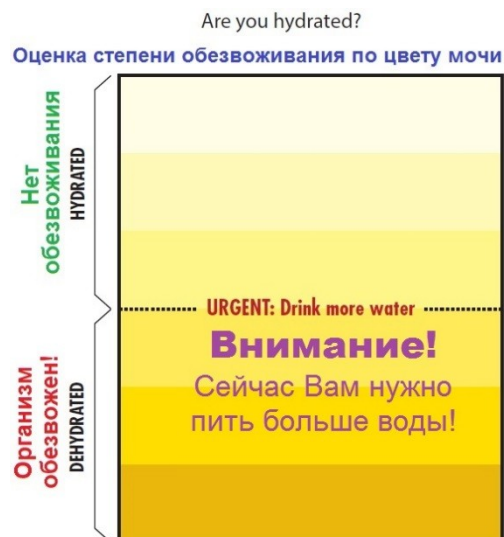 Are you hydrated?
Оценка степени обезвоживания по цвету мочи
Нет
обезвоживания
HYDRATED
URGENT: Drink more water
Внимание!
Сейчас Вам нужно
пить больше воды!
Организм
обезвожен!
DEHYDRATED